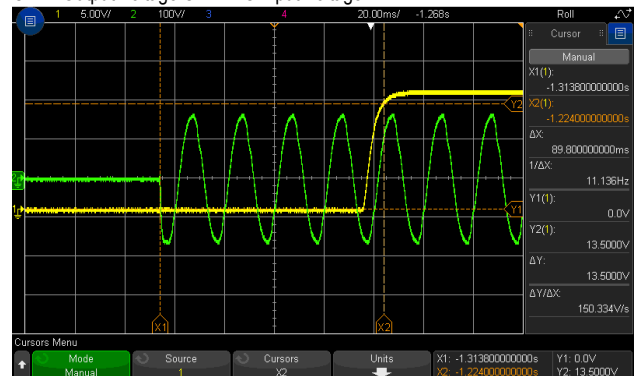 1 5.00V/ 2 100V/ 3 4 20.00ms/ -1.268s Roll
Cursor
Manual
X1(1):
-1.313800000000s
X2(1):
-1.224000000000s
ΔX:
89.800000000ms
1/ΔX:
11.136Hz
Y1(1):
0.0V
Y2(1):
13.5000V
ΔY:
13.5000V
ΔY/ΔX:
150.334V/s
Y2
Y1
X1 X2
Cursors Menu
Mode Source Cursors Units X1: -1.313800000000s Y1: 0.0V
Manual 1 X2 X2: -1.224000000000s Y2: 13.5000V